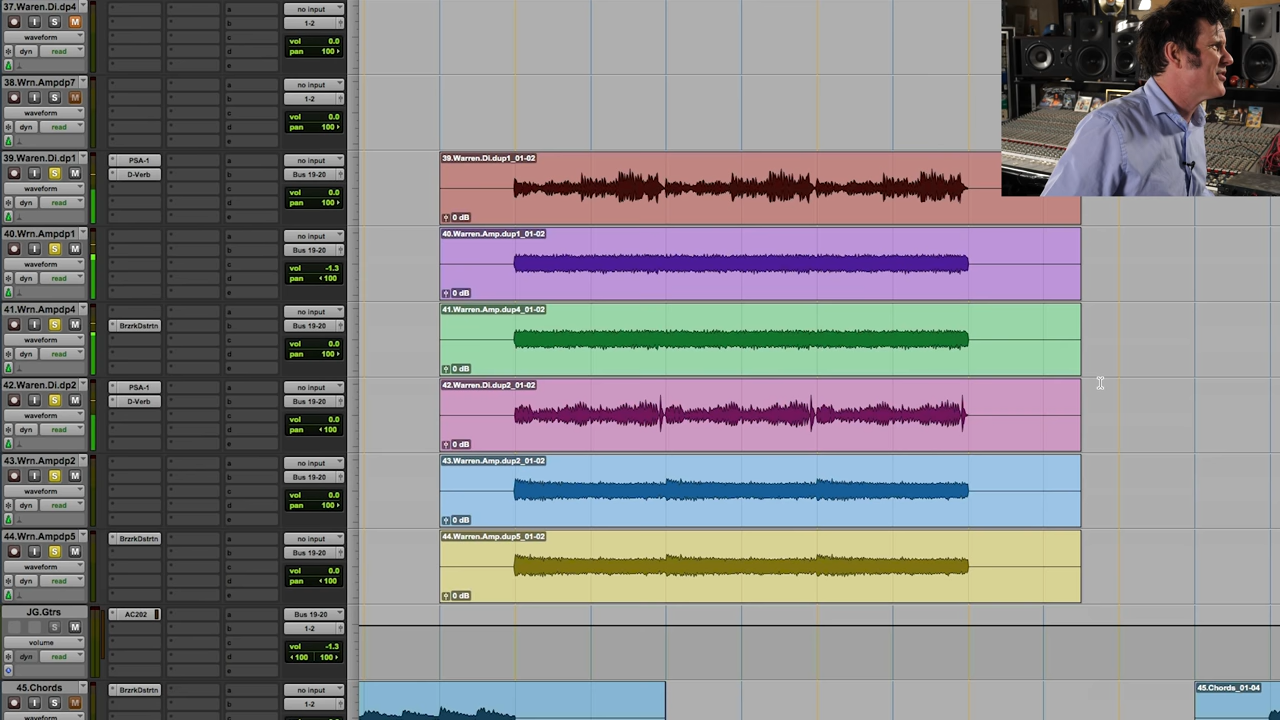 37.Waren.Di.dp4
I S M
waveform
dyn read
a
b
c
d
e
no input
1-2
vol 0.0
pan 100
38.Wrn.Ampdp7
I S M
waveform
dyn read
a
b
c
d
e
no input
1-2
vol 0.0
pan 100
39.Waren.Di.dp1
I S M
waveform
dyn read
PSA-1
D-Verb
a
b
c
d
e
no input
Bus 19-20
vol 0.0
pan 100
39.Warren.Di.dup1_01-02
0 dB
40.Wrn.Ampdp1
I S M
waveform
dyn read
a
b
c
d
e
no input
Bus 19-20
vol -1.3
pan 100
40.Warren.Amp.dup1_01-02
0 dB
41.Wrn.Ampdp4
I S M
waveform
dyn read
BrzrkDstrtn
a
b
c
d
e
no input
Bus 19-20
vol 0.0
pan 100
41.Warren.Amp.dup4_01-02
0 dB
42.Waren.Di.dp2
I S M
waveform
dyn read
PSA-1
D-Verb
a
b
c
d
e
no input
Bus 19-20
vol 0.0
pan 100
42.Warren.Di.dup2_01-02
0 dB
43.Wrn.Ampdp2
I S M
waveform
dyn read
a
b
c
d
e
no input
Bus 19-20
vol 0.0
pan 100
43.Warren.Amp.dup2_01-02
0 dB
44.Wrn.Ampdp5
I S M
waveform
dyn read
BrzrkDstrtn
a
b
c
d
e
no input
Bus 19-20
vol 0.0
pan 100
44.Warren.Amp.dup5_01-02
0 dB
JG.Gtrs
S M
volume
dyn read
AC202
a
b
c
d
e
Bus 19-20
1-2
vol -1.3
100 100
45.Chords
I S M
BrzrkDstrtn
a
b
c
no input
1-2
vol 0.0
45.Chords_01-04